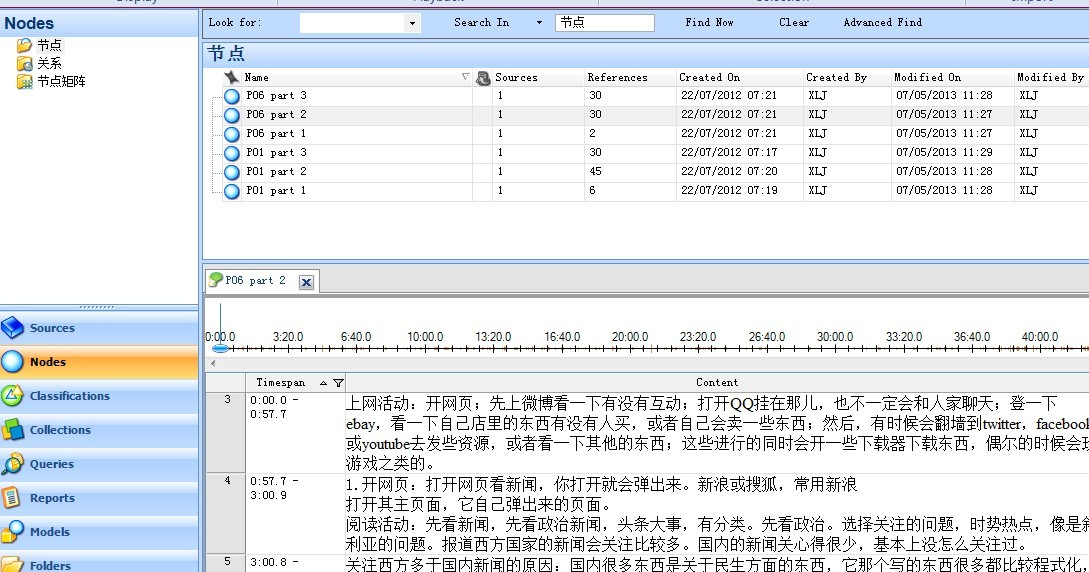 Nodes
节点
关系
节点矩阵
Sources
Nodes
Classifications
Collections
Queries
Reports
Models
Folders
Look for: Search In 节点 Find Now Clear Advanced Find
节点
Name Sources References Created On Created By Modified On Modified By
P06 part 3 1 30 22/07/2012 07:21 XLJ 07/05/2013 11:28 XLJ
P06 part 2 1 30 22/07/2012 07:21 XLJ 07/05/2013 11:27 XLJ
P06 part 1 1 2 22/07/2012 07:21 XLJ 07/05/2013 11:27 XLJ
P01 part 3 1 30 22/07/2012 07:17 XLJ 07/05/2013 11:29 XLJ
P01 part 2 1 45 22/07/2012 07:20 XLJ 07/05/2013 11:28 XLJ
P01 part 1 1 6 22/07/2012 07:19 XLJ 07/05/2013 11:28 XLJ
P06 part 2
0:00.0 3:20.0 6:40.0 10:00.0 13:20.0 16:40.0 20:00.0 23:20.0 26:40.0 30:00.0 33:20.0 36:40.0 40:00.0
Timespan Content
3 0:00.0 - 0:57.7
上网活动：开网页；先上微博看一下有没有互动；打开QQ挂在那儿，也不一定会和人家聊天；登一下
ebay，看一下自己店里的东西有没有人买，或者自己会卖一些东西；然后，有时候会翻墙到twitter，facebook
或youtube去发些资源，或者看一下其他的东西；这些进行的同时会开一些下载器下载东西，偶尔的时候会
游戏之类的。
4 0:57.7 - 3:00.9
1.开网页：打开网页看新闻，你打开就会弹出来。新浪或搜狐，常用新浪
打开其主页面，它自己弹出来的页面。
阅读活动：先看新闻，先看政治新闻，头条大事，有分类。先看政治。选择关注的问题，时势热点，像是
利亚的问题。报道西方国家的新闻会关注比较多。国内的新闻关心得很少，基本上没怎么关注过。
5 3:00.8 -
关注西方多于国内新闻的原因：国内很多东西是关于民生方面的东西，它那个写的东西很多都比较程式化，